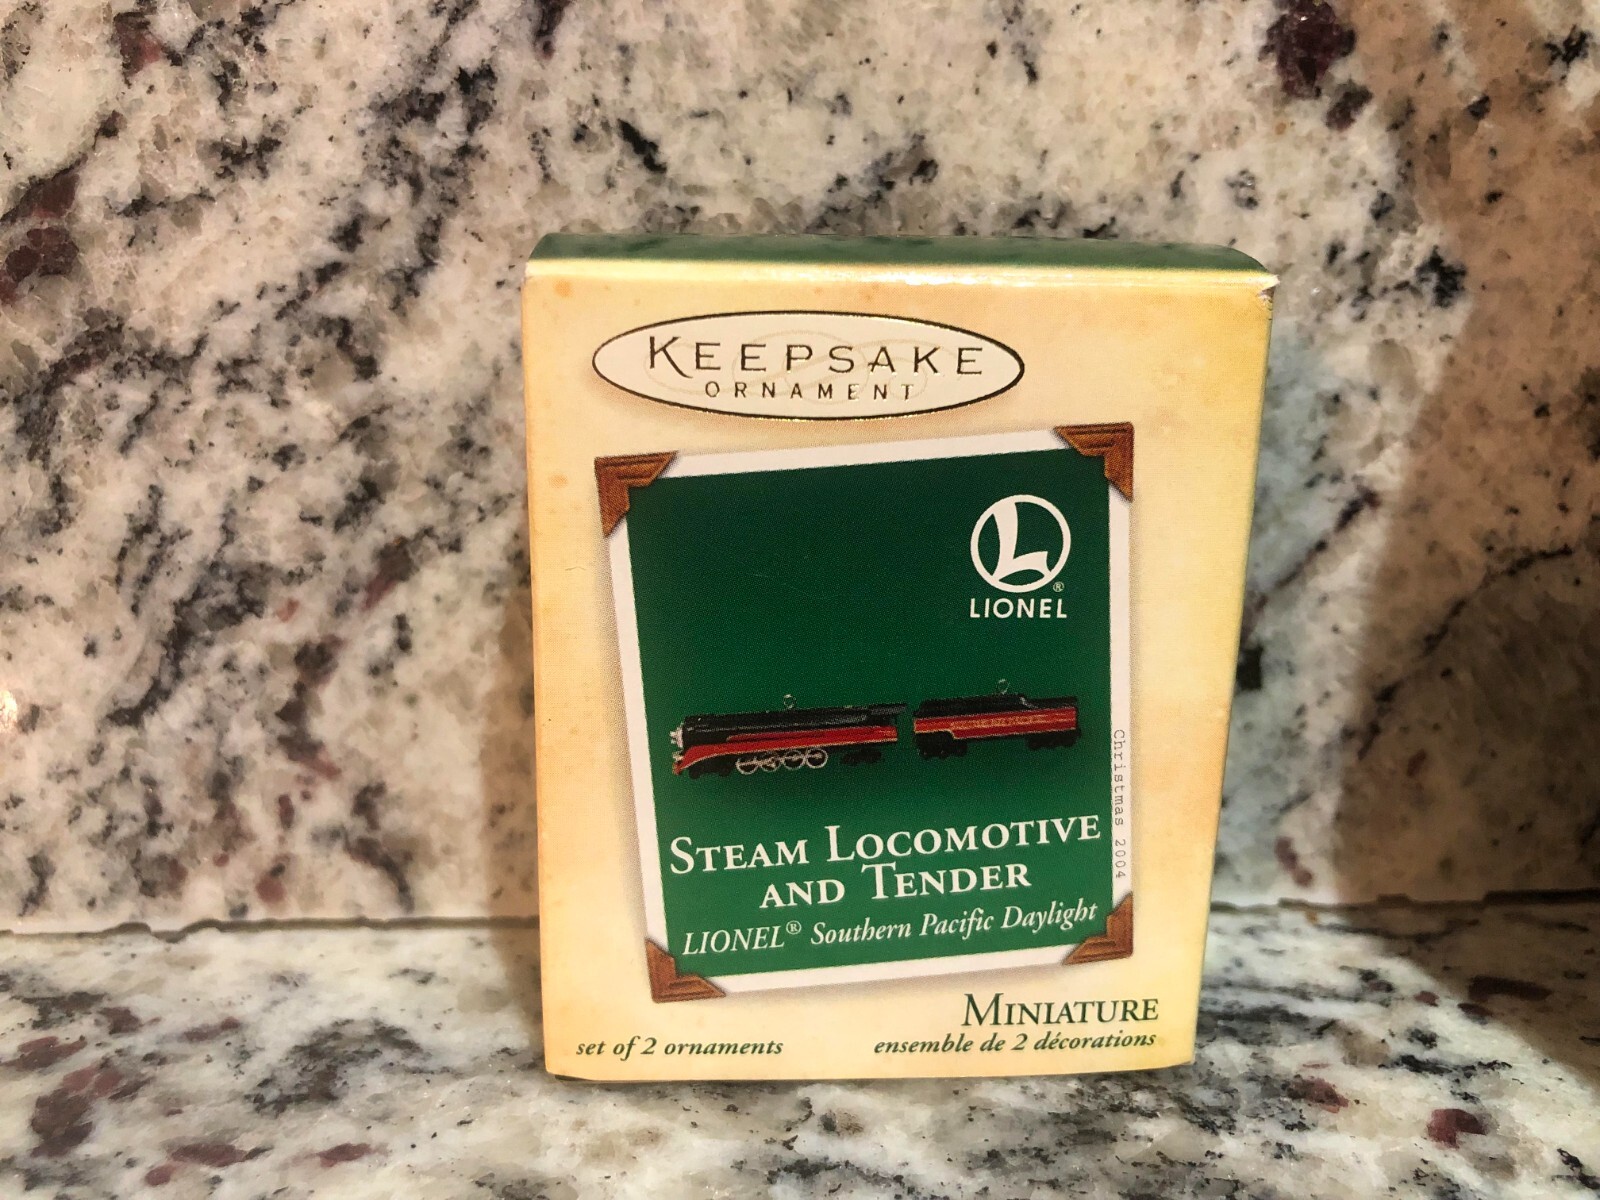 KEEPSAKE
ORNAMENT
L
®
LIONEL
Christmas 2004
STEAM LOCOMOTIVE
AND TENDER
LIONEL® Southern Pacific Daylight
MINIATURE
set of 2 ornaments
ensemble de 2 décorations